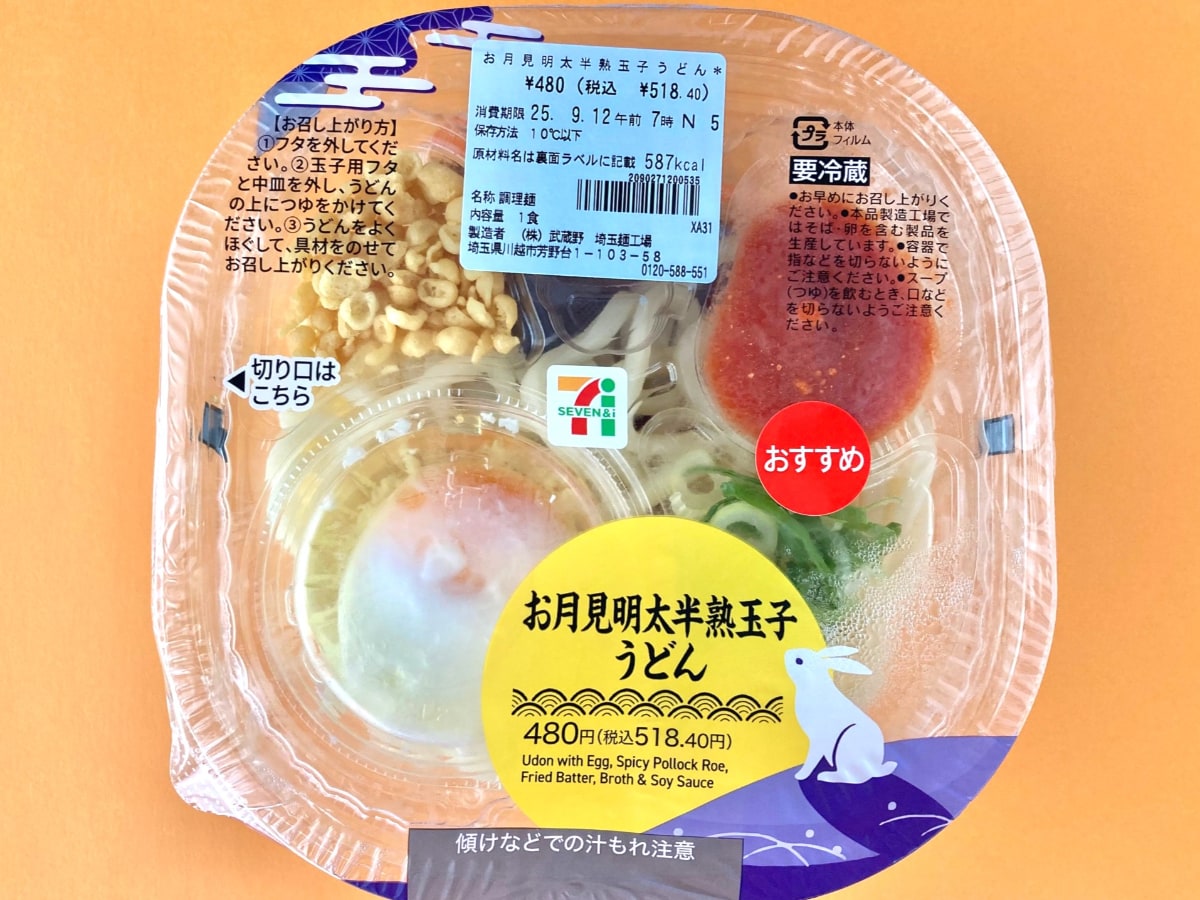 お月見明太半熟玉子うどん*
¥480 (税込 ¥518.40)
消費期限 25. 9.12午前 7時 N 5
保存方法 10℃以下
原材料名は裏面ラベルに記載 587kcal
2090271200535
名称 調理麺
内容量 1食
XA31
製造者 (株)武蔵野 埼玉麺工場
埼玉県川越市芳野台1-103-58
0120-588-551
【お召し上がり方】
①フタを外してくだ
さい。②玉子用フタ
と中皿を外し、うどん
の上につゆをかけてく
ださい。③うどんをよく
ほぐして、具材をのせて
お召し上がりください。
プラ
本体
フィルム
要冷蔵
●お早めにお召し上がりく
ださい。●本品製造工場で
はそば・卵を含む製品を
生産しています。●容器で
指などを切らないように
ご注意ください。●スープ
(つゆ)を飲むとき、口など
を切らないようご注意く
ださい。
切り口は
こちら
SEVEN&i
おすすめ
お月見明太半熟玉子
うどん
480円(税込518.40円)
Udon with Egg, Spicy Pollock Roe,
Fried Batter, Broth & Soy Sauce
傾けなどでの汁もれ注意